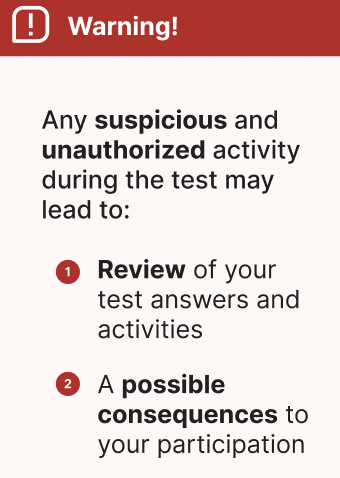 Warning!
Any suspicious and
unauthorized activity
during the test may
lead to:
1 Review of your
test answers and
activities
2 A possible
consequences to
your participation